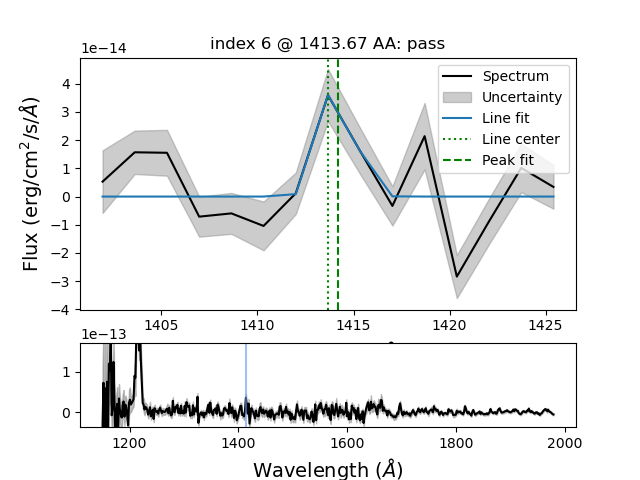 index 6 @ 1413.67 AA: pass
1e−14
Flux (erg/cm²/s/Å)
4
3
2
1
0
−1
−2
−3
−4
Spectrum
Uncertainty
Line fit
Line center
Peak fit
1405 1410 1415 1420 1425
1e−13
1
0
1200 1400 1600 1800 2000
Wavelength (Å)